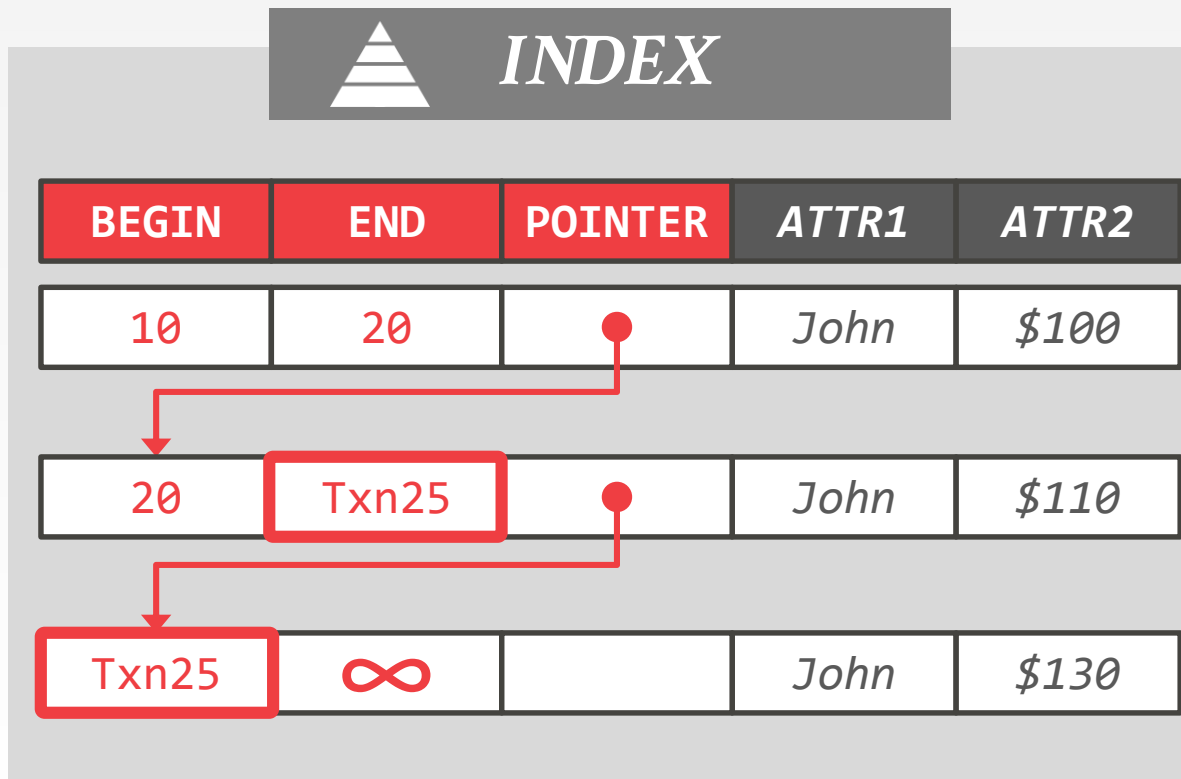 INDEX
BEGIN END POINTER ATTR1 ATTR2
10 20 John $100
20 Txn25 John $110
Txn25 ∞ John $130